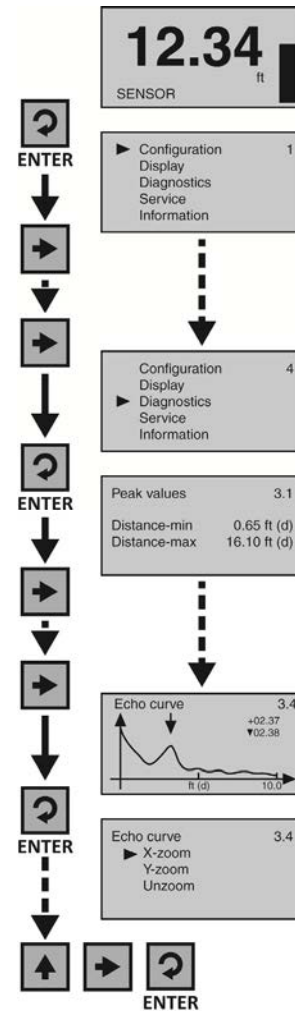 12.34
ft
SENSOR
ENTER
Configuration 1
Display
Diagnostics
Service
Information
Configuration 4
Display
Diagnostics
Service
Information
ENTER
Peak values 3.1
Distance-min 0.65 ft (d)
Distance-max 16.10 ft (d)
Echo curve 3.4
+02.37
▼02.38
ft (d) 10.0
ENTER
Echo curve 3.4
X-zoom
Y-zoom
Unzoom
ENTER